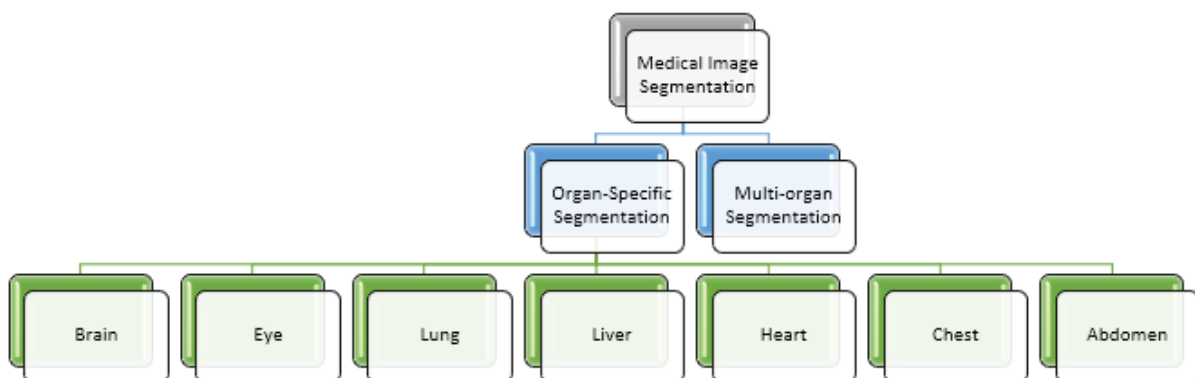 Medical Image
Segmentation
Organ-Specific
Segmentation
Multi-organ
Segmentation
Brain
Eye
Lung
Liver
Heart
Chest
Abdomen